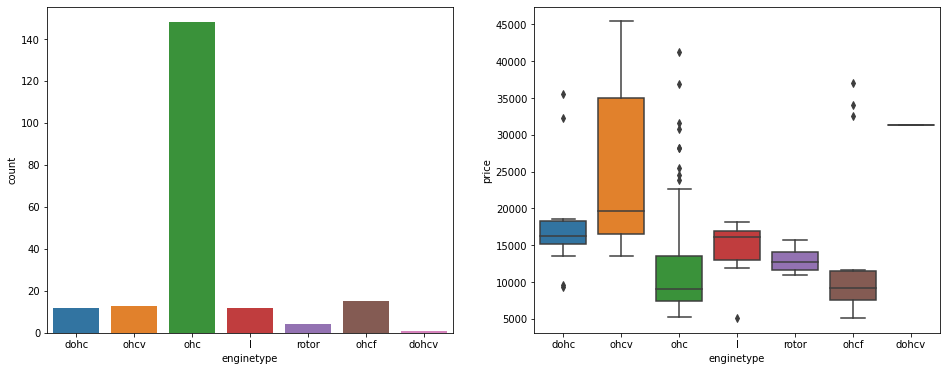 140
120
100
80
60
40
20
0
count
dohc ohcv ohc l rotor ohcf dohcv
enginetype
45000
40000
35000
30000
25000
20000
15000
10000
5000
price
dohc ohcv ohc l rotor ohcf dohcv
enginetype